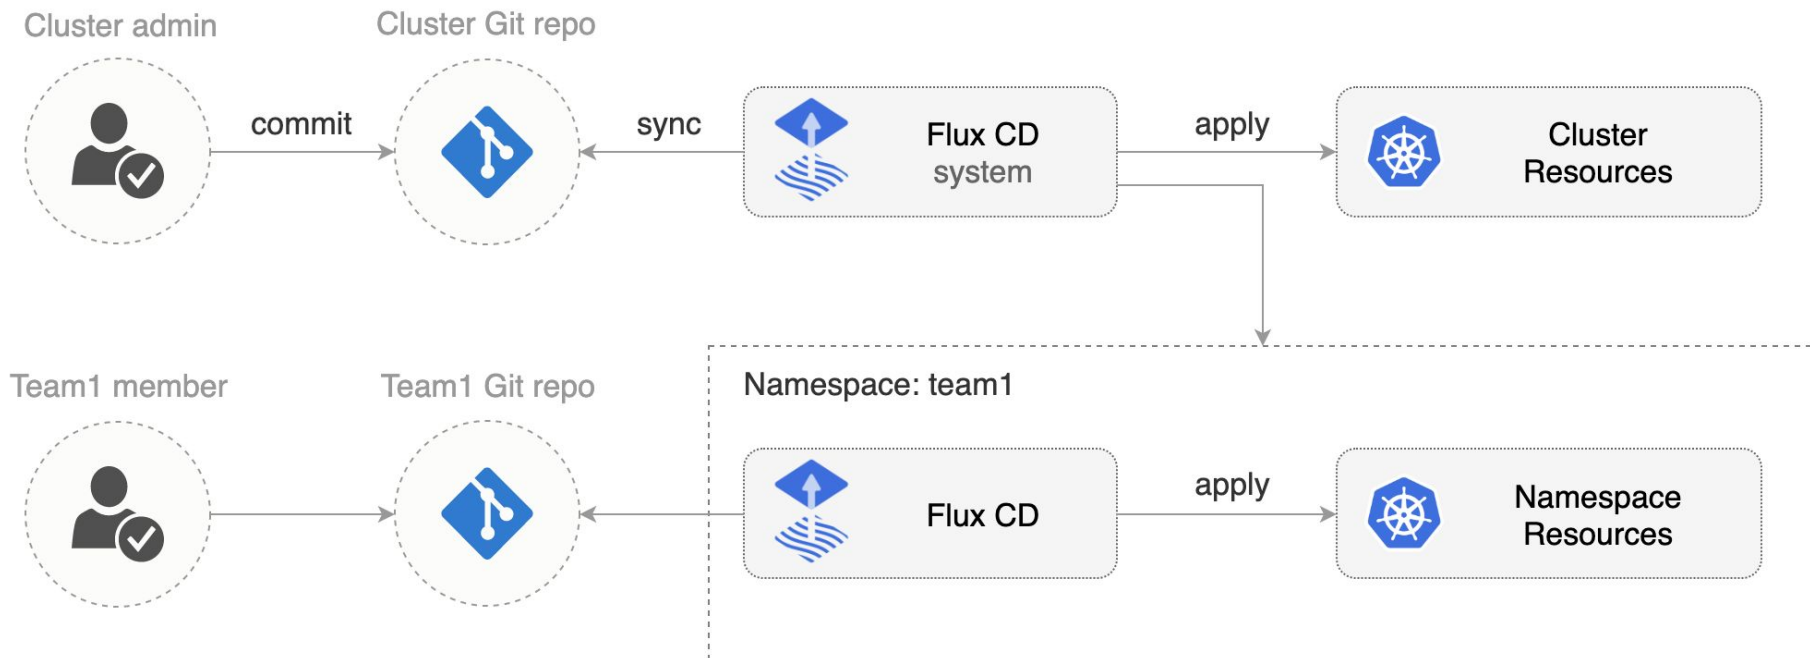 Cluster admin
Cluster Git repo
commit
sync
Flux CD
system
apply
Cluster
Resources
Team1 member
Team1 Git repo
Namespace: team1
Flux CD
apply
Namespace
Resources